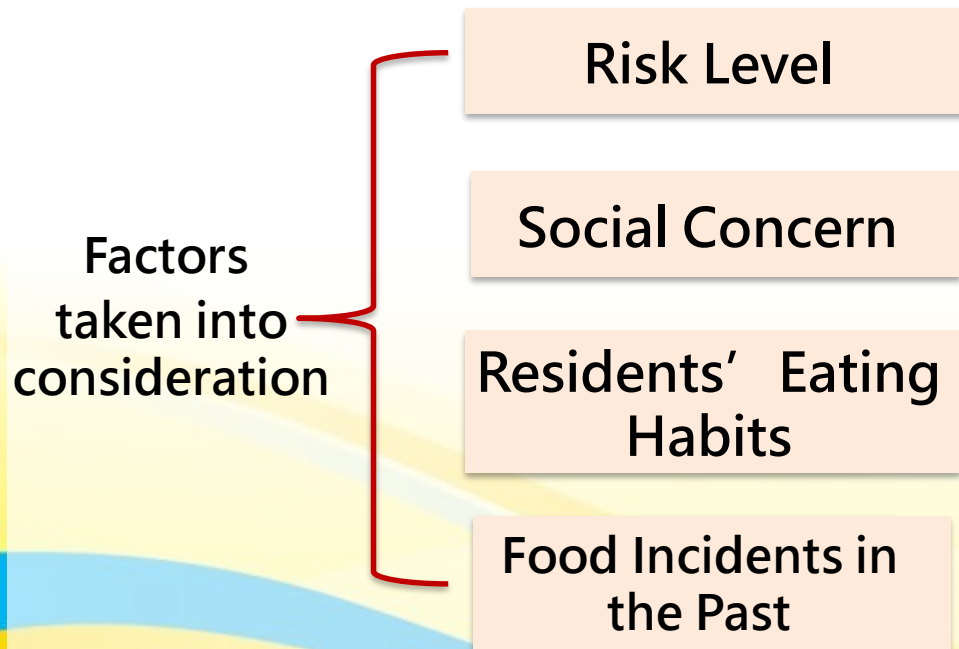 Factors
taken into
consideration
Risk Level
Social Concern
Residents’ Eating
Habits
Food Incidents in
the Past